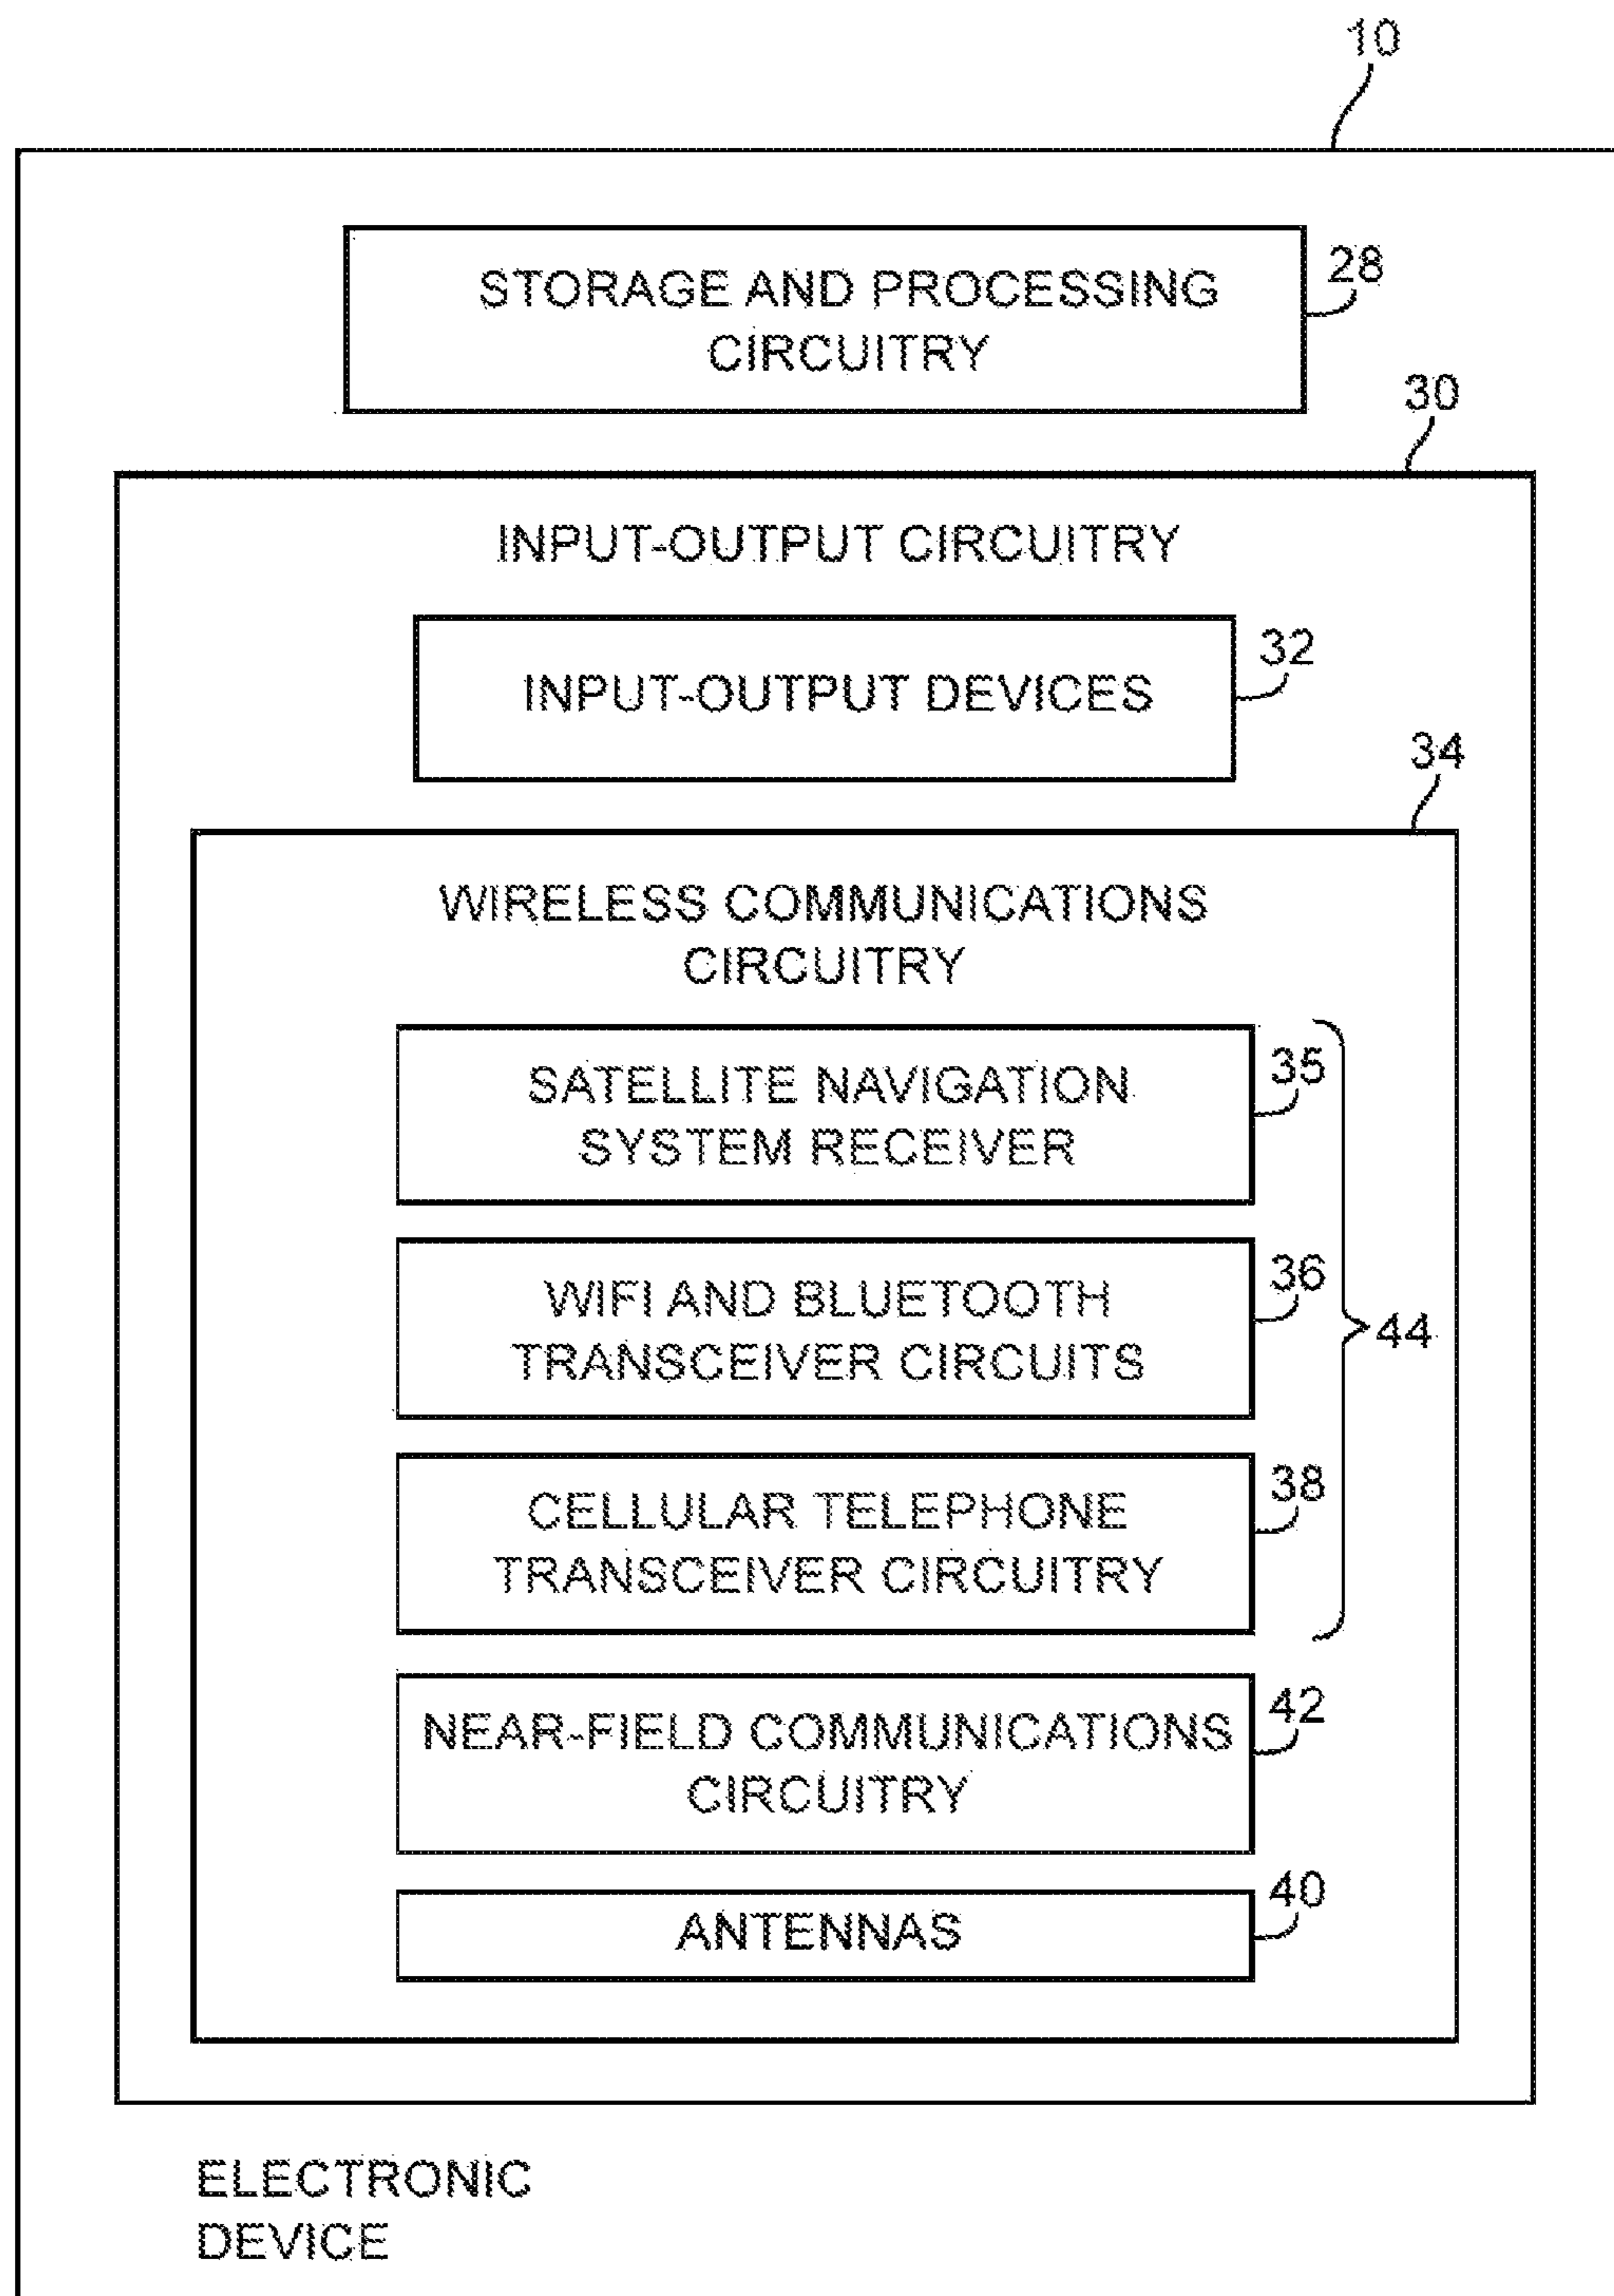 10
STORAGE AND PROCESSING
CIRCUITRY
28
30
INPUT-OUTPUT CIRCUITRY
INPUT-OUTPUT DEVICES
32
34
WIRELESS COMMUNICATIONS
CIRCUITRY
SATELLITE NAVIGATION
SYSTEM RECEIVER
35
WIFI AND BLUETOOTH
TRANSCEIVER CIRCUITS
36
44
CELLULAR TELEPHONE
TRANSCEIVER CIRCUITRY
38
NEAR-FIELD COMMUNICATIONS
CIRCUITRY
42
ANTENNAS
40
ELECTRONIC
DEVICE